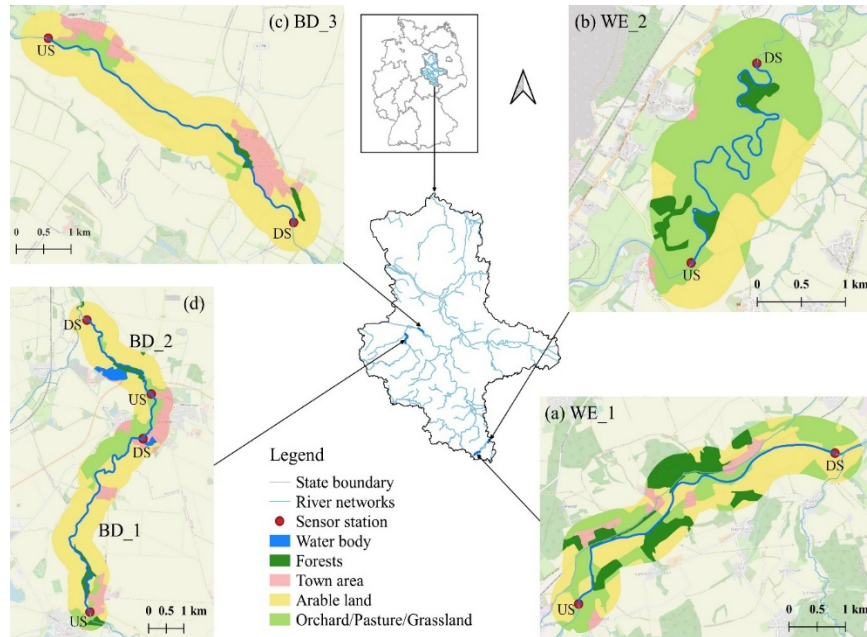 (c) BD_3
US
DS
0 0.5 1 km
(b) WE_2
DS
US
0 0.5 1 km
(d)
DS
BD_2
US
DS
BD_1
US
0 0.5 1 km
Legend
State boundary
River networks
Sensor station
Water body
Forests
Town area
Arable land
Orchard/Pasture/Grassland
(a) WE_1
DS
US
0 0.5 1 km